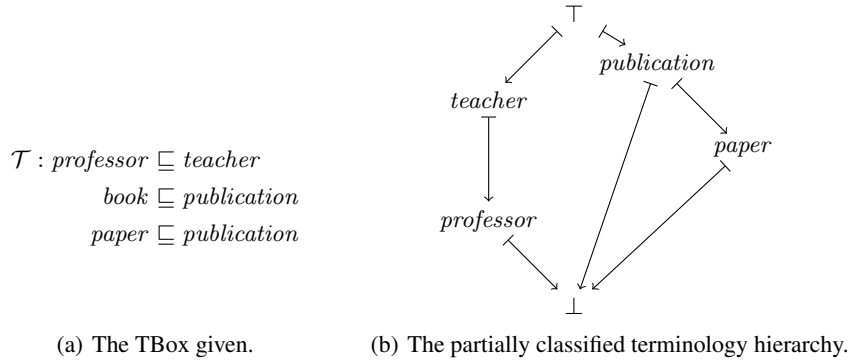 𝒯 : professor ⊑ teacher
book ⊑ publication
paper ⊑ publication
(a) The TBox given.
⊤
publication
teacher
paper
professor
⊥
(b) The partially classified terminology hierarchy.